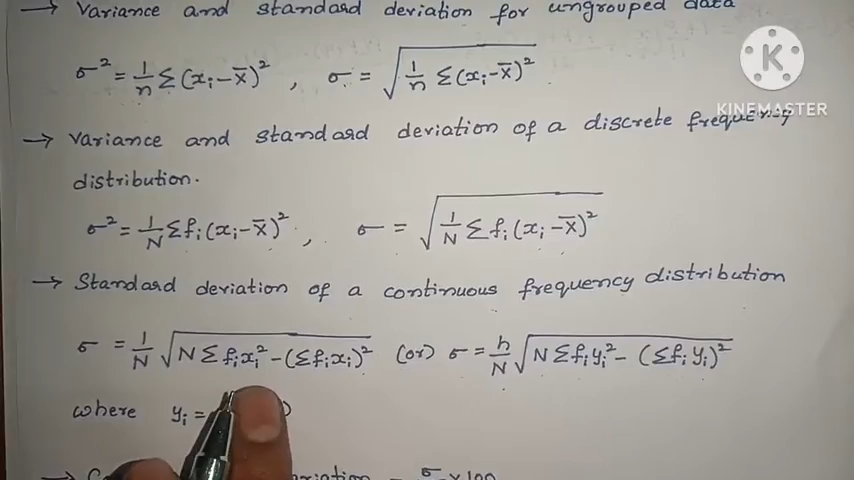 → Variance and standard deviation for ungrouped data
σ² = 1/n Σ(xᵢ-x̄)² , σ = √(1/n Σ(xᵢ-x̄)²)
KINEMASTER
→ Variance and standard deviation of a discrete frequency
distribution.
σ² = 1/N Σfᵢ(xᵢ-x̄)² , σ = √(1/N Σfᵢ(xᵢ-x̄)²)
→ Standard deviation of a continuous frequency distribution
σ = 1/N √(NΣfᵢxᵢ²-(Σfᵢxᵢ)²) (or) σ = h/N √(NΣfᵢyᵢ²-(Σfᵢyᵢ)²)
where yᵢ =
σ ×100